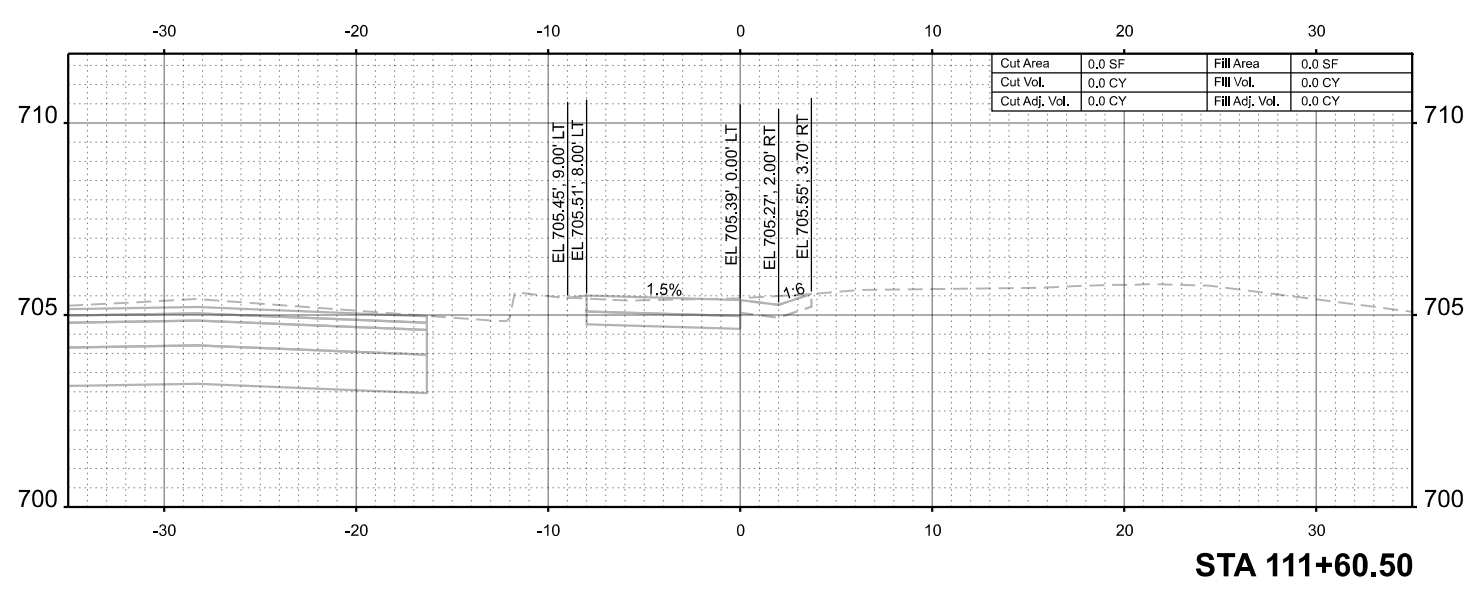 -30 -20 -10 0 10 20 30
Cut Area 0.0 SF Fill Area 0.0 SF
Cut Vol. 0.0 CY Fill Vol. 0.0 CY
Cut Adj. Vol. 0.0 CY Fill Adj. Vol. 0.0 CY
710 710
EL 705.45', 9.00' LT
EL 705.51', 8.00' LT
EL 705.39', 0.00' LT
EL 705.27', 2.00' RT
EL 705.55', 3.70' RT
1.5%
1:6
705 705
700 700
-30 -20 -10 0 10 20 30
STA 111+60.50